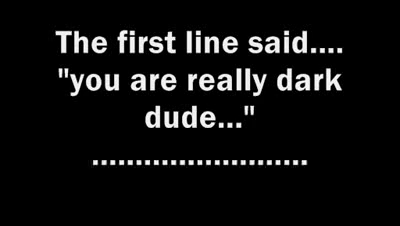 The first line said....
"you are really dark
dude..."
.........................